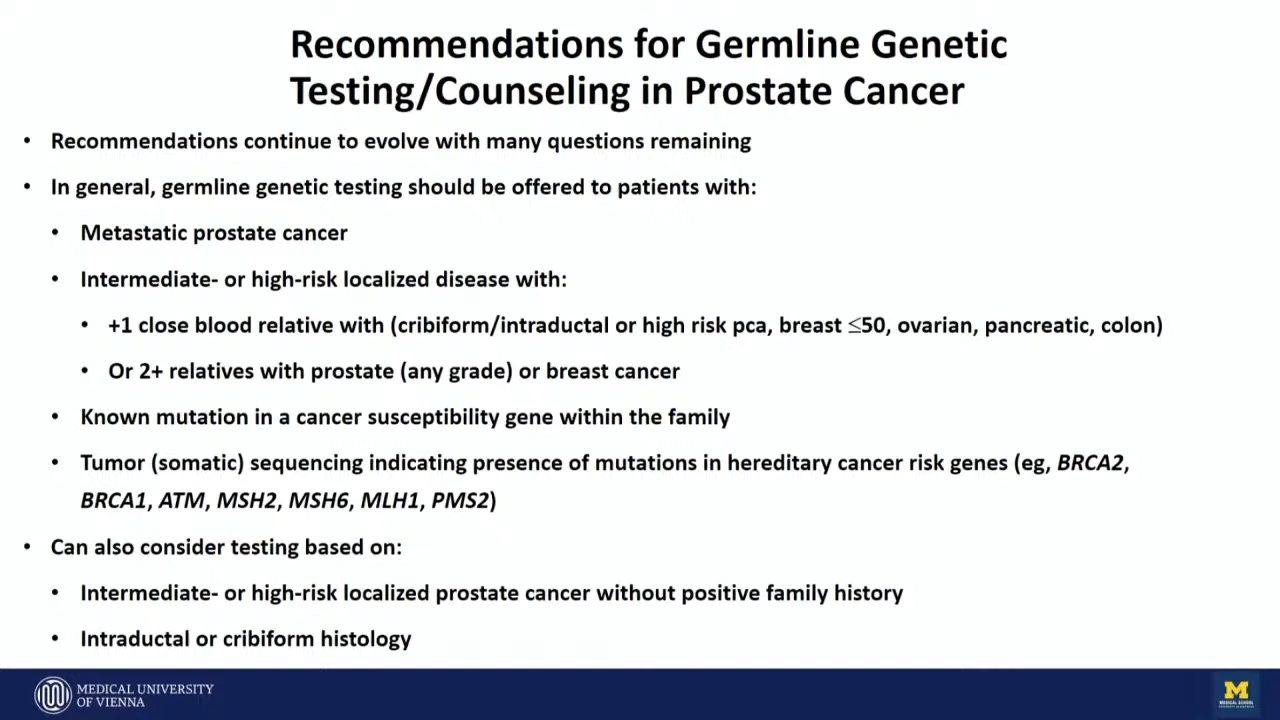 Recommendations for Germline Genetic
Testing/Counseling in Prostate Cancer
• Recommendations continue to evolve with many questions remaining
• In general, germline genetic testing should be offered to patients with:
• Metastatic prostate cancer
• Intermediate- or high-risk localized disease with:
• +1 close blood relative with (cribiform/intraductal or high risk pca, breast ≤50, ovarian, pancreatic, colon)
• Or 2+ relatives with prostate (any grade) or breast cancer
• Known mutation in a cancer susceptibility gene within the family
• Tumor (somatic) sequencing indicating presence of mutations in hereditary cancer risk genes (eg, BRCA2,
BRCA1, ATM, MSH2, MSH6, MLH1, PMS2)
• Can also consider testing based on:
• Intermediate- or high-risk localized prostate cancer without positive family history
• Intraductal or cribiform histology
MEDICAL UNIVERSITY
OF VIENNA
M
MEDICAL SCHOOL